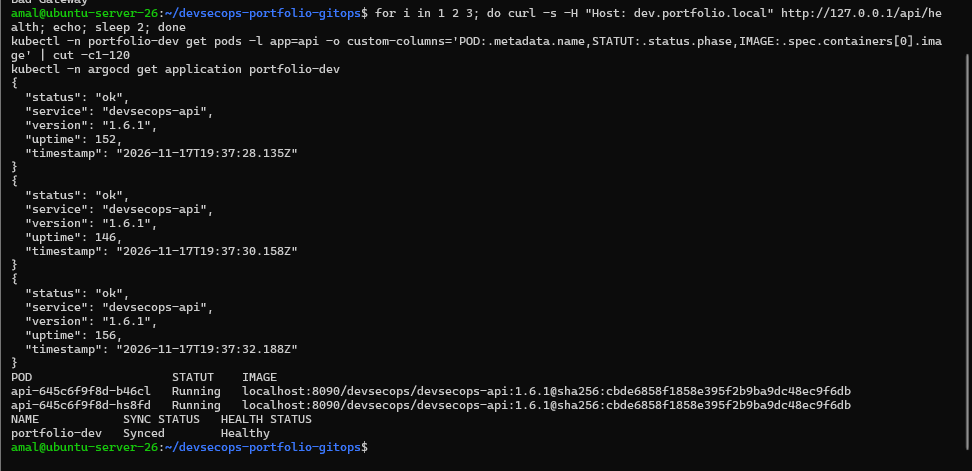 Bad Gateway
amal@ubuntu-server-26:~/devsecops-portfolio-gitops$ for i in 1 2 3; do curl -s -H "Host: dev.portfolio.local" http://127.0.0.1/api/he
alth; echo; sleep 2; done
kubectl -n portfolio-dev get pods -l app=api -o custom-columns='POD:.metadata.name,STATUT:.status.phase,IMAGE:.spec.containers[0].ima
ge' | cut -c1-120
kubectl -n argocd get application portfolio-dev
{
  "status": "ok",
  "service": "devsecops-api",
  "version": "1.6.1",
  "uptime": 152,
  "timestamp": "2026-11-17T19:37:28.135Z"
}
{
  "status": "ok",
  "service": "devsecops-api",
  "version": "1.6.1",
  "uptime": 146,
  "timestamp": "2026-11-17T19:37:30.158Z"
}
{
  "status": "ok",
  "service": "devsecops-api",
  "version": "1.6.1",
  "uptime": 156,
  "timestamp": "2026-11-17T19:37:32.188Z"
}
POD                    STATUT    IMAGE
api-645c6f9f8d-b46cl   Running   localhost:8090/devsecops/devsecops-api:1.6.1@sha256:cbde6858f1858e395f2b9ba9dc48ec9f6db
api-645c6f9f8d-hs8fd   Running   localhost:8090/devsecops/devsecops-api:1.6.1@sha256:cbde6858f1858e395f2b9ba9dc48ec9f6db
NAME            SYNC STATUS   HEALTH STATUS
portfolio-dev   Synced        Healthy
amal@ubuntu-server-26:~/devsecops-portfolio-gitops$